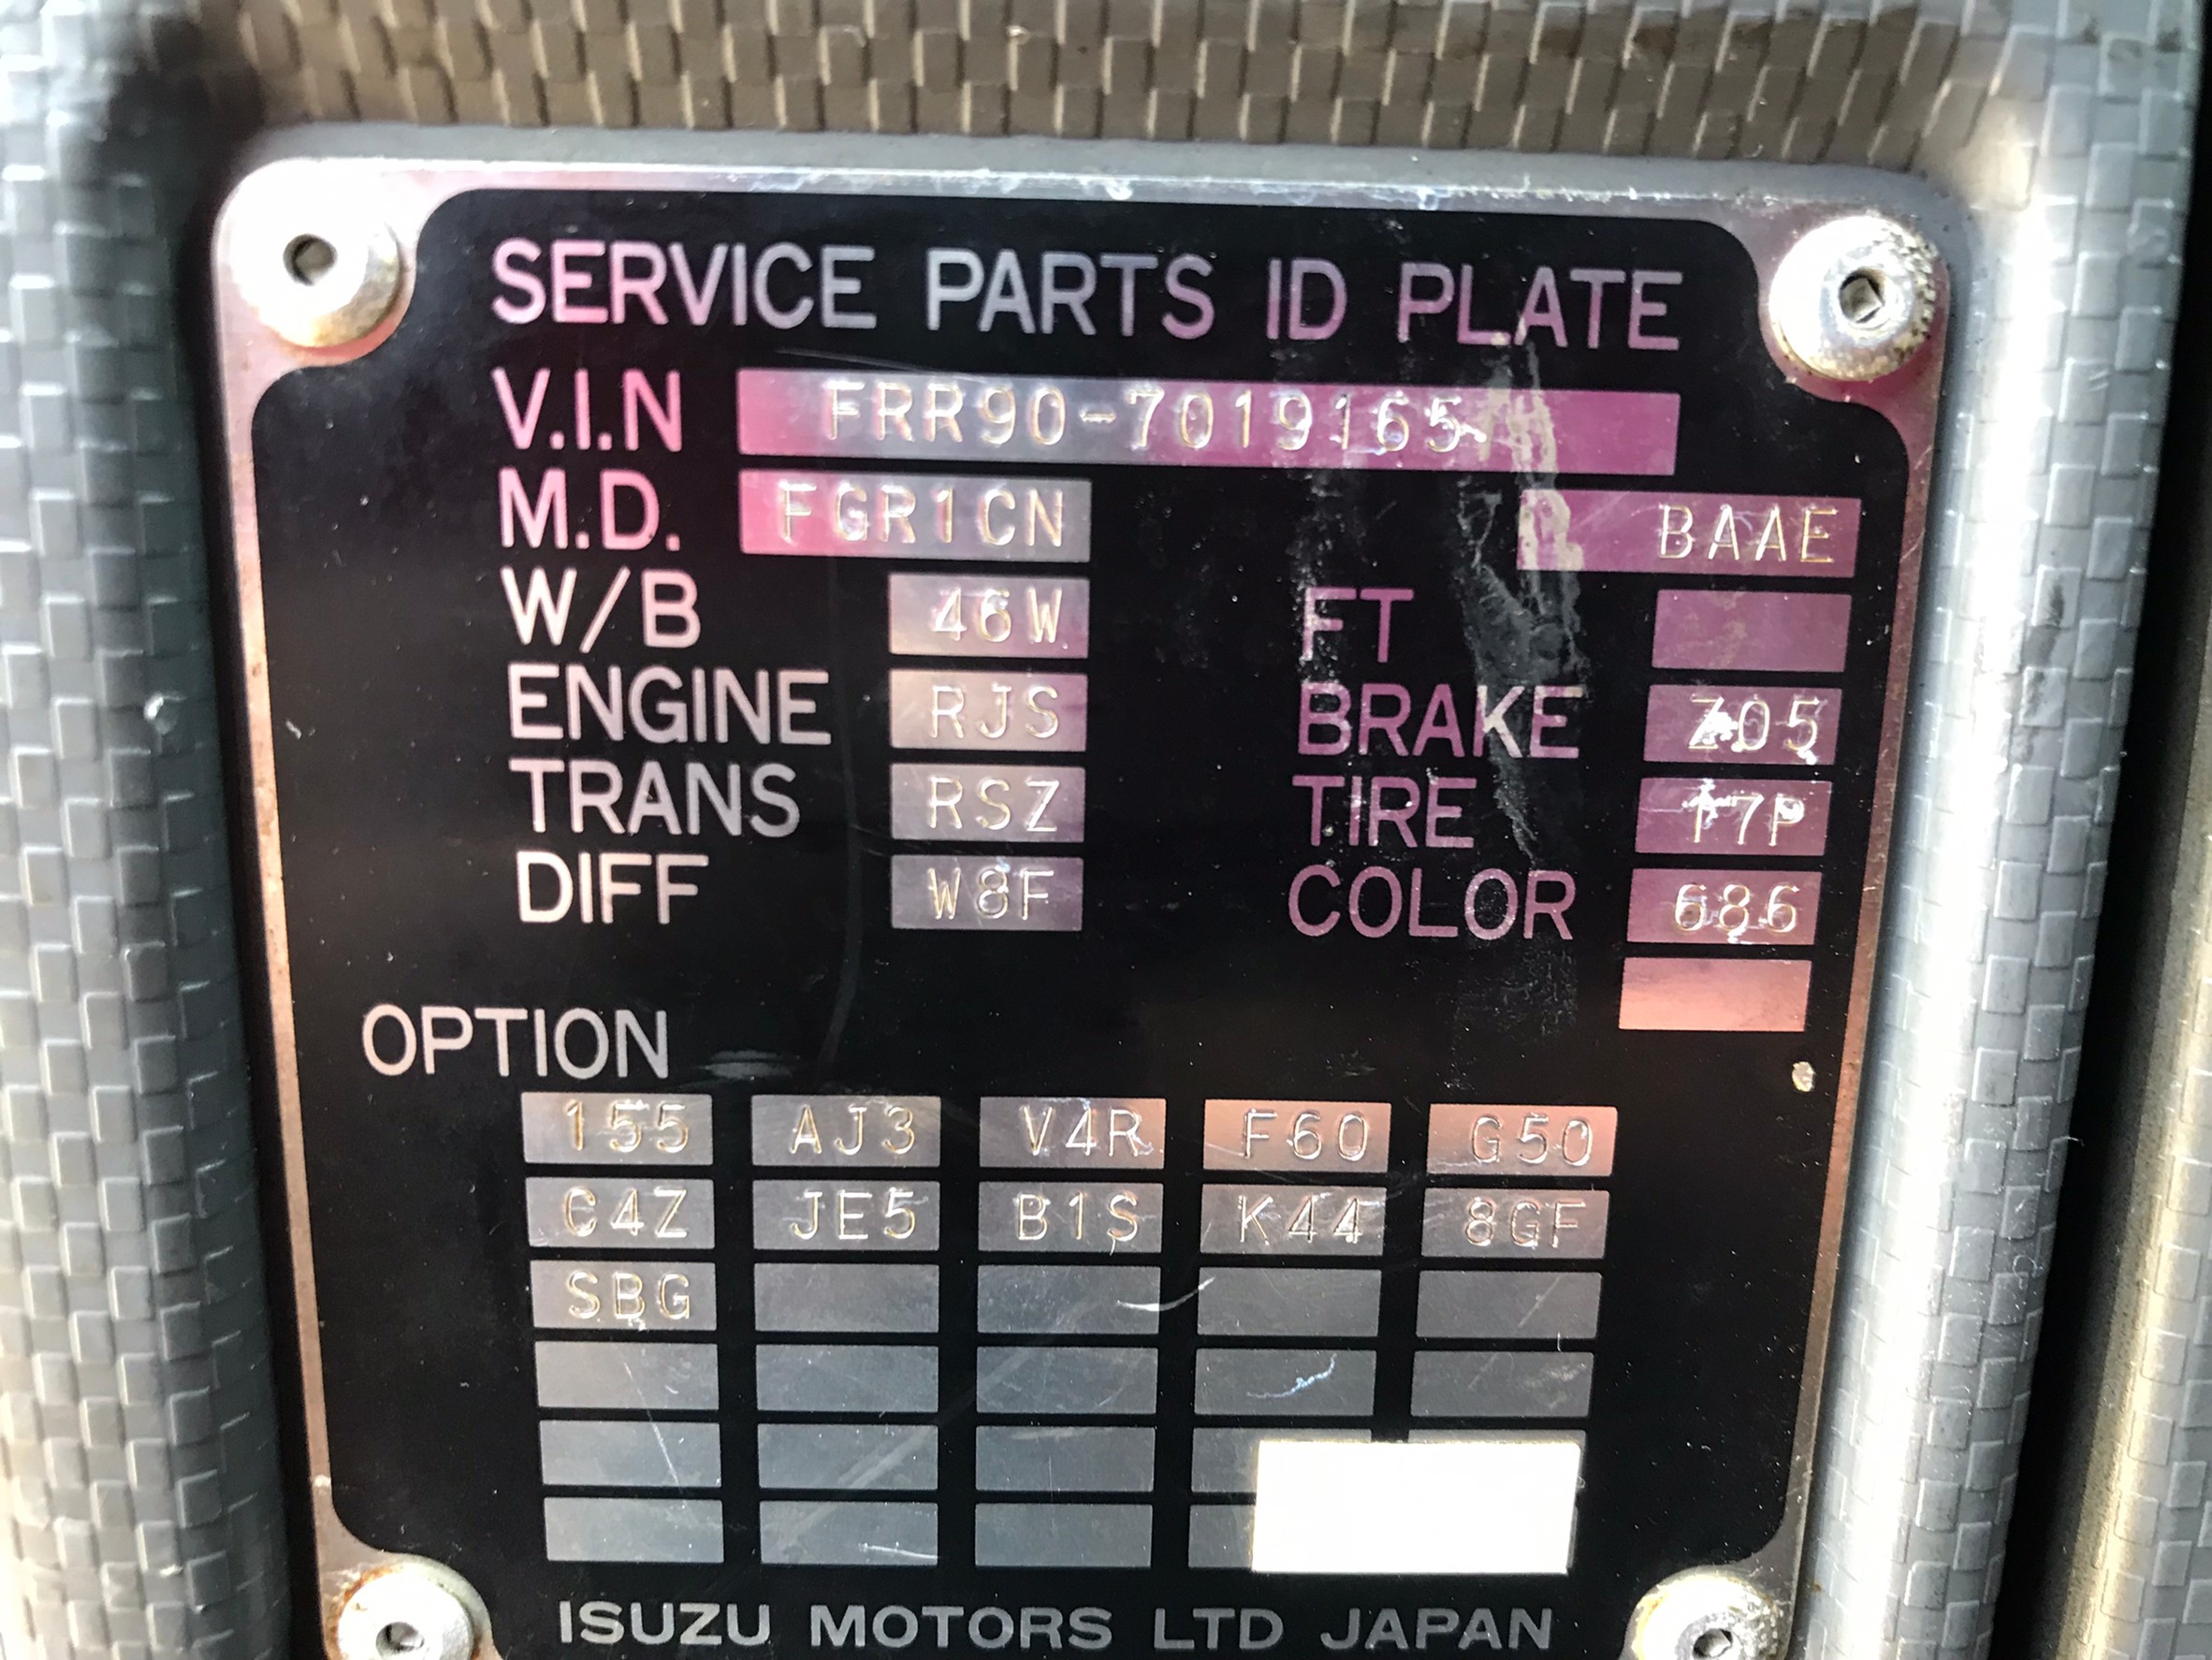 SERVICE PARTS ID PLATE
V.I.N FRR90-7019165
M.D. FGR1CN BAAE
W/B 46W FT
ENGINE RJS BRAKE Z05
TRANS RSZ TIRE 17P
DIFF W8F COLOR 686
OPTION
155 AJ3 V4R F60 G50
C4Z JE5 B1S K44 8GF
SBG
ISUZU MOTORS LTD JAPAN